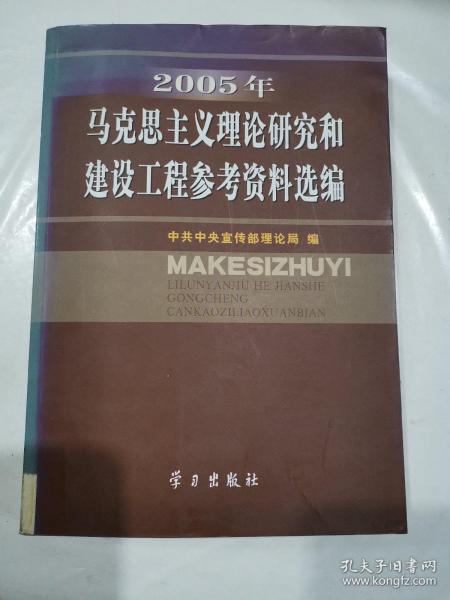 2005年
马克思主义理论研究和
建设工程参考资料选编
中共中央宣传部理论局 编
MAKESIZHUYI
LILUNYANJIU HE JIANSHE
GONGCHENG
CANKAOZILIAOXUANBIAN
学习出版社
孔夫子旧书网
www.kongfz.com